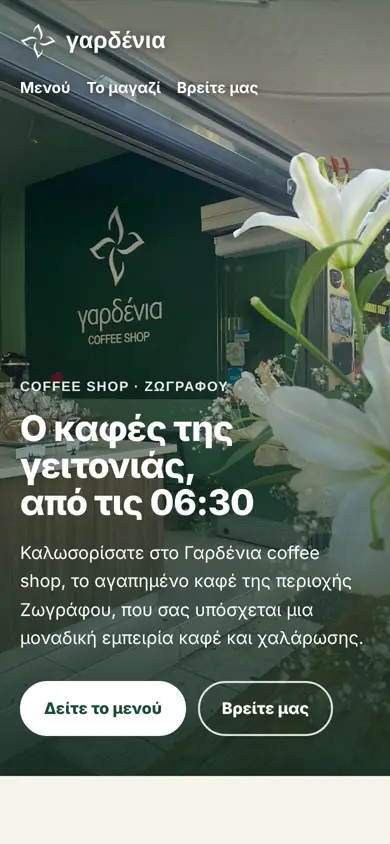 γαρδένια
Μενού Το μαγαζί Βρείτε μας
γαρδένια
COFFEE SHOP
COFFEE SHOP · ΖΩΓΡΑΦΟΥ
Ο καφές της
γειτονιάς,
από τις 06:30
Καλωσορίσατε στο Γαρδένια coffee
shop, το αγαπημένο καφέ της περιοχής
Ζωγράφου, που σας υπόσχεται μια
μοναδική εμπειρία καφέ και χαλάρωσης.
Δείτε το μενού Βρείτε μας